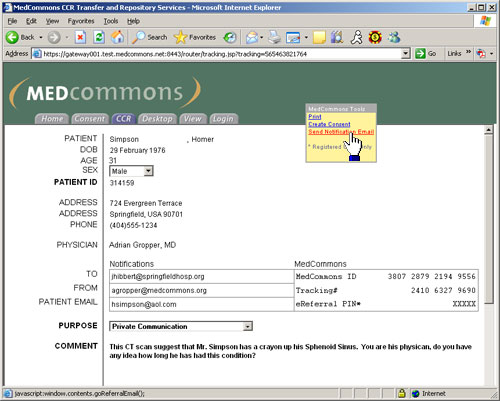 MedCommons CCR Transfer and Repository Services - Microsoft Internet Explorer
File Edit View Favorites Tools Help
Back Search Favorites
Address https://gateway001.test.medcommons.net:8443/router/tracking.jsp?tracking=565463821764 Go Links »
MEDcommons
Home Consent CCR Desktop View Login
MedCommons Tools
Print
Create Consent
Send Notification Email
* Registered
PATIENT Simpson , Homer
DOB 29 February 1976
AGE 31
SEX Male
PATIENT ID 314159
ADDRESS 724 Evergreen Terrace
ADDRESS Springfield, USA 90701
PHONE (404)555-1234
PHYSICIAN Adrian Gropper, MD
Notifications MedCommons
TO jhibbert@springfieldhosp.org MedCommons ID 3807 2879 2194 9556
FROM agropper@medcommons.org Tracking# 2410 6327 9690
PATIENT EMAIL hsimpson@aol.com eReferral PIN* XXXXX
PURPOSE Private Communication
COMMENT This CT scan suggest that Mr. Simpson has a crayon up his Sphenoid Sinus. You are his physican, do you have
any idea how long he has had this condition?
javascript:window.contents.goReferralEmail(); Internet